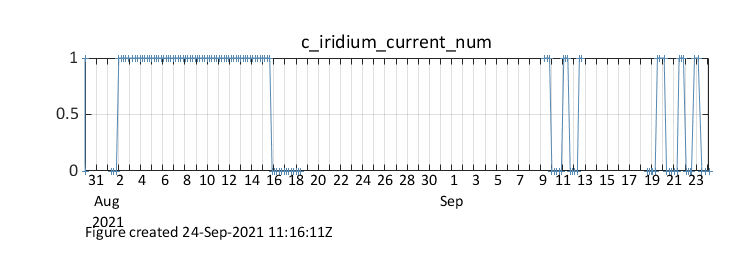 c_iridium_current_num
1
0.5
0
31 2 4 6 8 10 12 14 16 18 20 22 24 26 28 30 1 3 5 7 9 11 13 15 17 19 21 23
Aug Sep
2021
Figure created 24-Sep-2021 11:16:11Z